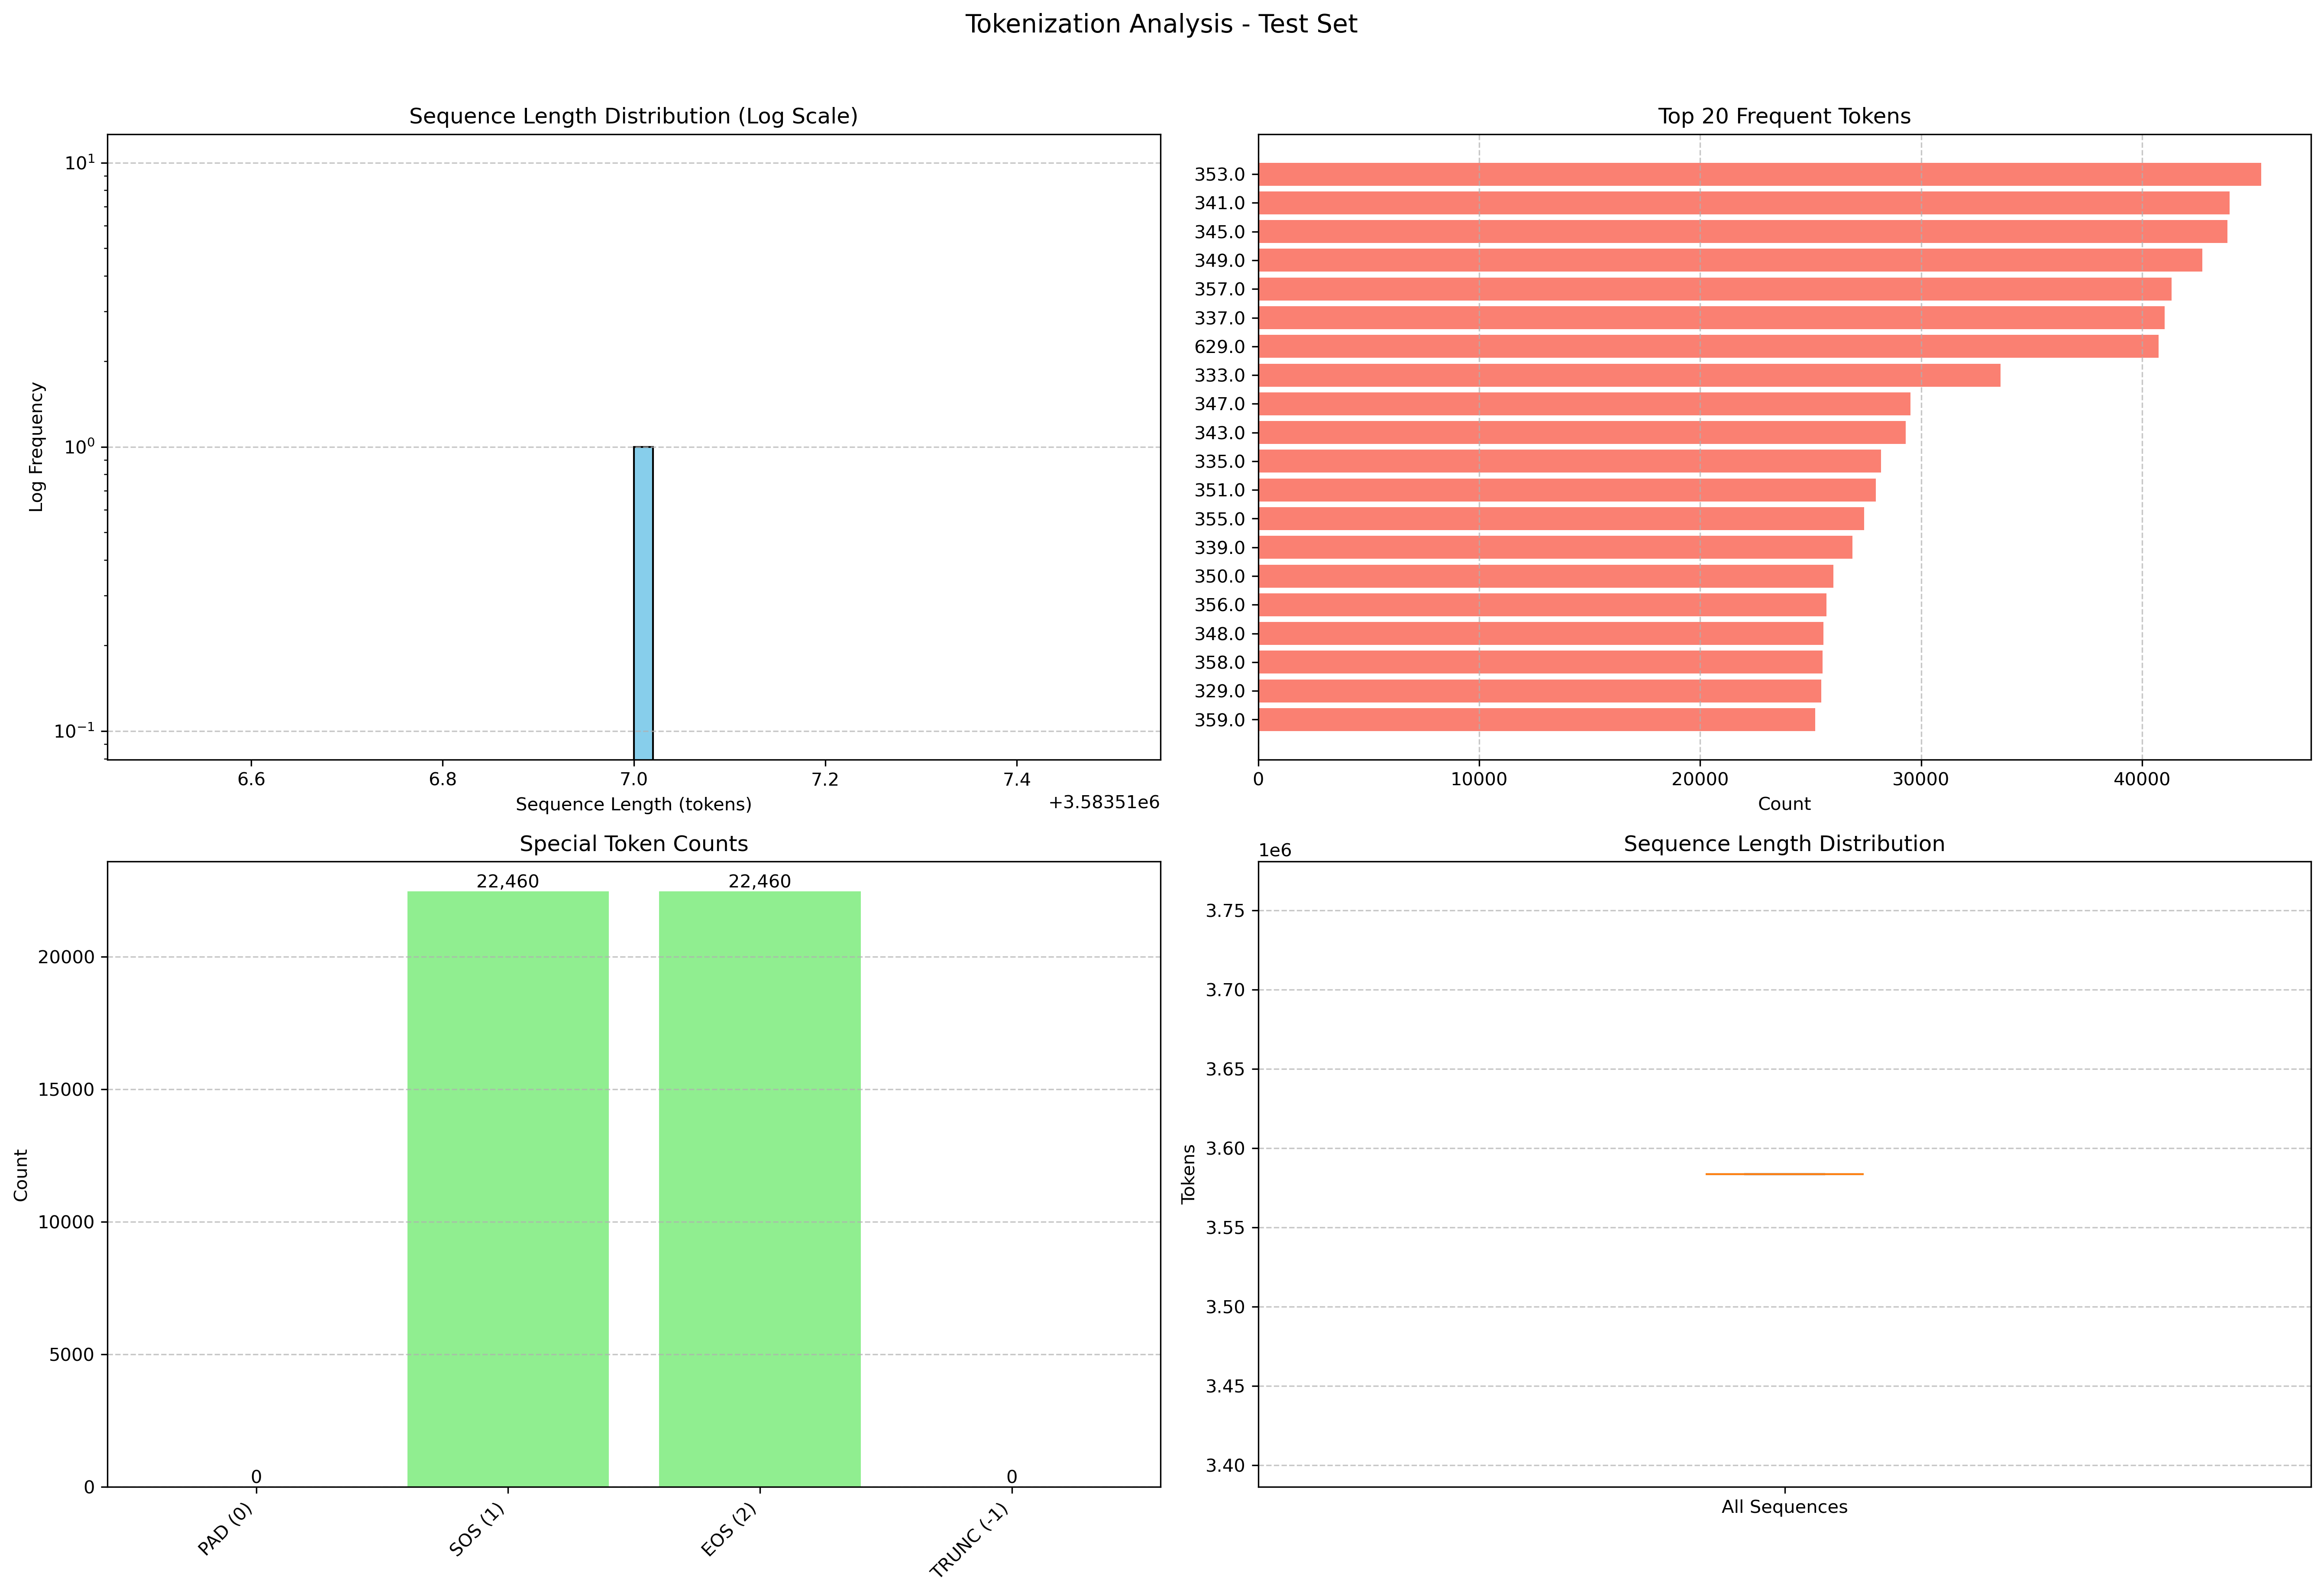 Tokenization Analysis - Test Set
Sequence Length Distribution (Log Scale)
10¹
10⁰
10⁻¹
Log Frequency
6.6 6.8 7.0 7.2 7.4
Sequence Length (tokens)
+3.58351e6
Top 20 Frequent Tokens
353.0
341.0
345.0
349.0
357.0
337.0
629.0
333.0
347.0
343.0
335.0
351.0
355.0
339.0
350.0
356.0
348.0
358.0
329.0
359.0
0 10000 20000 30000 40000
Count
Special Token Counts
22,460 22,460
20000
15000
10000
5000
0
Count
0 0
PAD (0) SOS (1) EOS (2) TRUNC (-1)
Sequence Length Distribution
1e6
3.75
3.70
3.65
3.60
3.55
3.50
3.45
3.40
Tokens
All Sequences